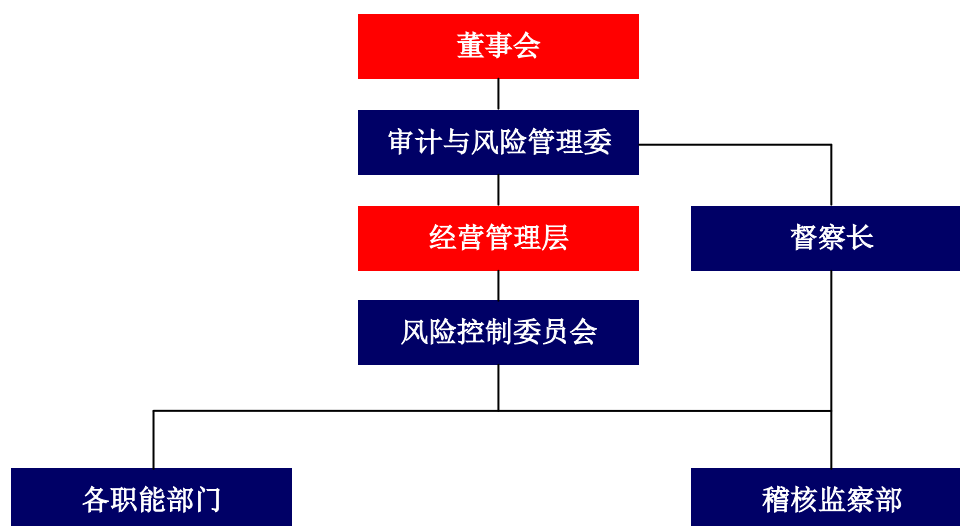 董事会
审计与风险管理委
经营管理层
督察长
风险控制委员会
各职能部门
稽核监察部